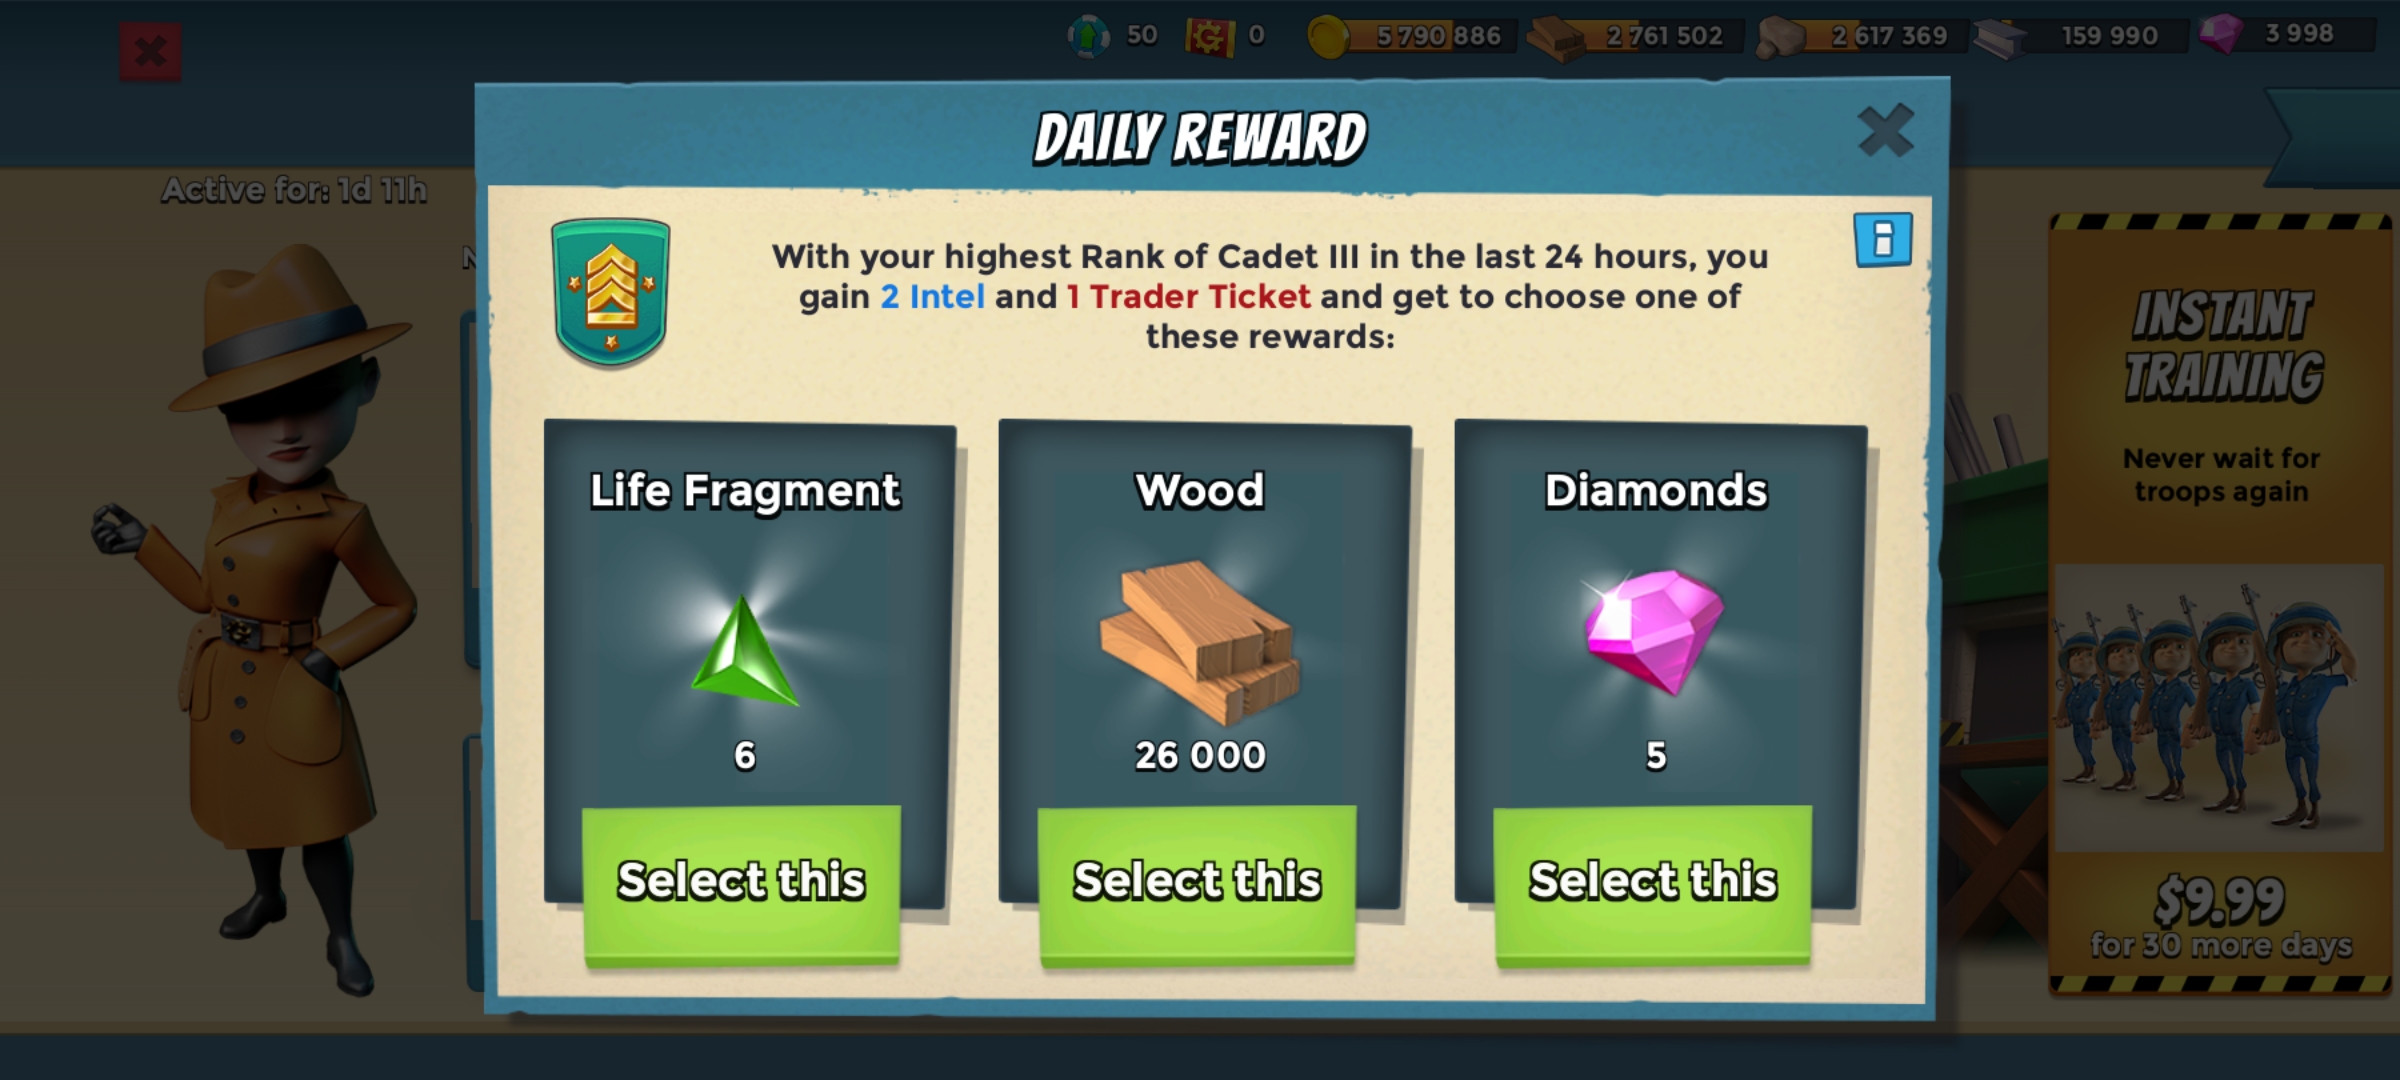 50
0
5 790 886
2 761 502
2 617 369
159 990
3 998
DAILY REWARD
Active for: 1d 11h
With your highest Rank of Cadet III in the last 24 hours, you
gain 2 Intel and 1 Trader Ticket and get to choose one of
these rewards:
Life Fragment
6
Select this
Wood
26 000
Select this
Diamonds
5
Select this
INSTANT
TRAINING
Never wait for
troops again
$9.99
for 30 more days